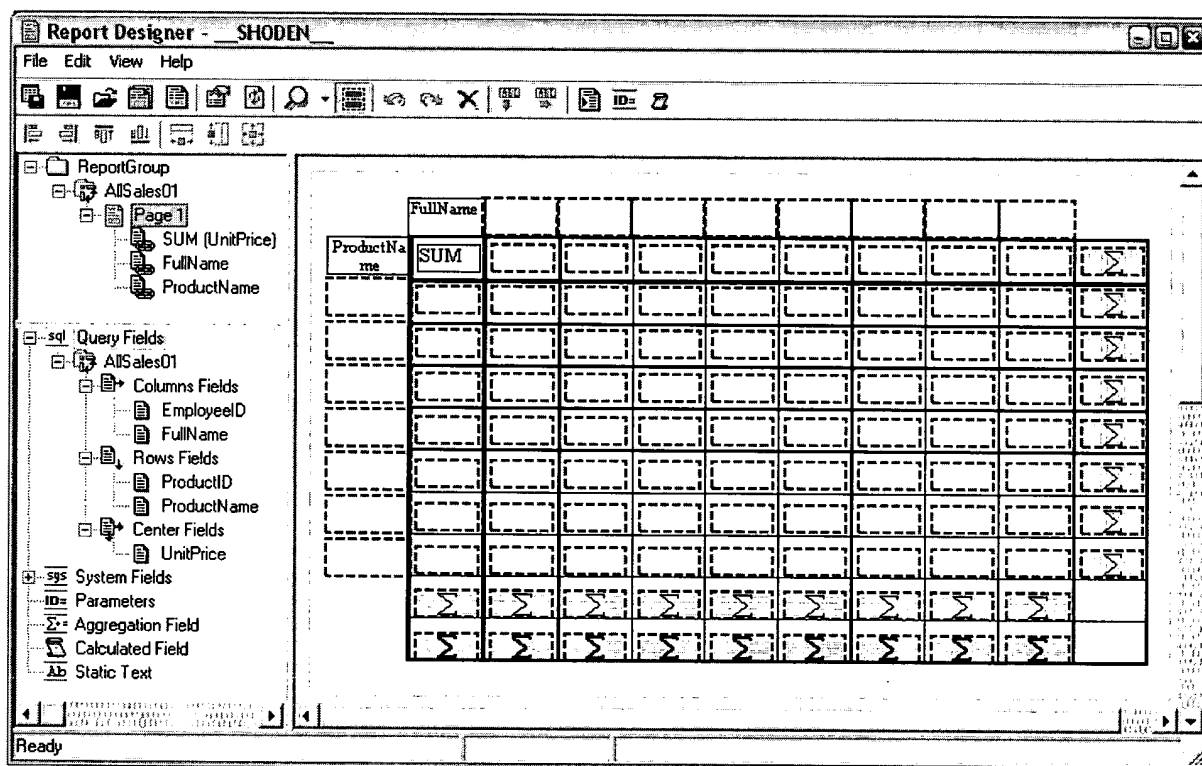 Report Designer - __SHODEN__
File Edit View Help
ID=
ReportGroup
AllSales01
Page 1
SUM (UnitPrice)
FullName
ProductName
sql Query Fields
AllSales01
Columns Fields
EmployeeID
FullName
Rows Fields
ProductID
ProductName
Center Fields
UnitPrice
sys System Fields
ID= Parameters
Σ= Aggregation Field
Calculated Field
Ab Static Text
FullName
ProductNa
me
SUM
Σ
Σ
Σ
Σ
Σ
Σ
Σ
Σ
Σ Σ Σ Σ Σ Σ Σ Σ Σ
Σ Σ Σ Σ Σ Σ Σ Σ Σ
Ready